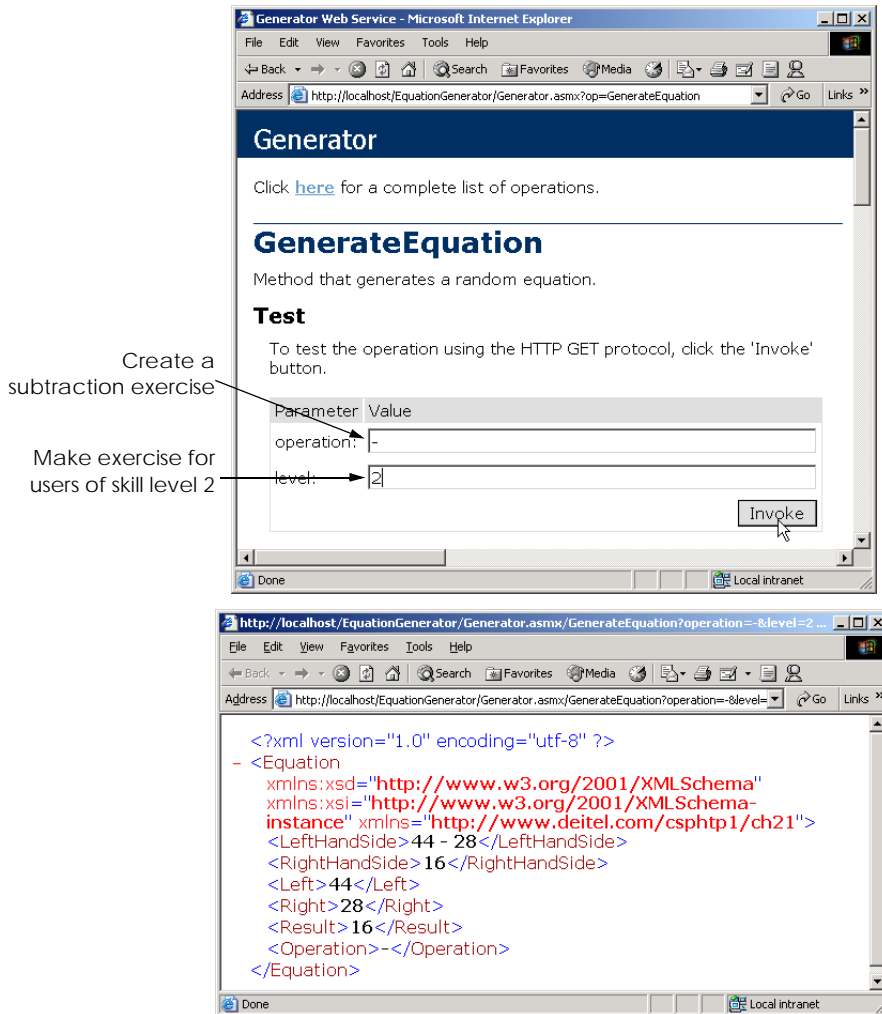 Generator Web Service - Microsoft Internet Explorer
File Edit View Favorites Tools Help
Back Search Favorites Media
Address http://localhost/EquationGenerator/Generator.asmx?op=GenerateEquation Go Links »
Generator
Click here for a complete list of operations.
GenerateEquation
Method that generates a random equation.
Test
To test the operation using the HTTP GET protocol, click the 'Invoke'
button.
Create a
subtraction exercise
Parameter Value
operation: -
Make exercise for
users of skill level 2
level: 2
Invoke
Done Local intranet
http://localhost/EquationGenerator/Generator.asmx/GenerateEquation?operation=-&level=2 ...
File Edit View Favorites Tools Help
Back Search Favorites Media
Address http://localhost/EquationGenerator/Generator.asmx/GenerateEquation?operation=-&level= Go Links »
<?xml version="1.0" encoding="utf-8" ?>
- <Equation
xmlns:xsd="http://www.w3.org/2001/XMLSchema"
xmlns:xsi="http://www.w3.org/2001/XMLSchema-
instance" xmlns="http://www.deitel.com/csphtp1/ch21">
<LeftHandSide>44 - 28</LeftHandSide>
<RightHandSide>16</RightHandSide>
<Left>44</Left>
<Right>28</Right>
<Result>16</Result>
<Operation>-</Operation>
</Equation>
Done Local intranet